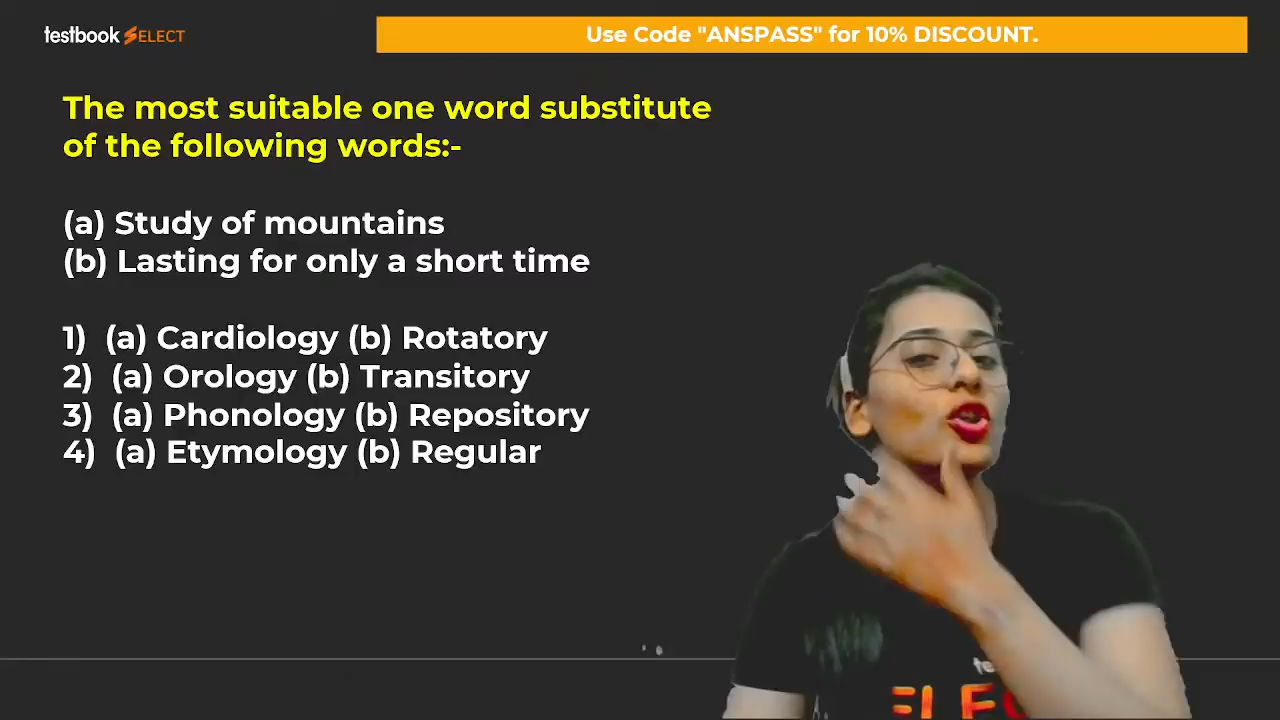 testbook SELECT
Use Code "ANSPASS" for 10% DISCOUNT.
The most suitable one word substitute
of the following words:-
(a) Study of mountains
(b) Lasting for only a short time
1) (a) Cardiology (b) Rotatory
2) (a) Orology (b) Transitory
3) (a) Phonology (b) Repository
4) (a) Etymology (b) Regular
te